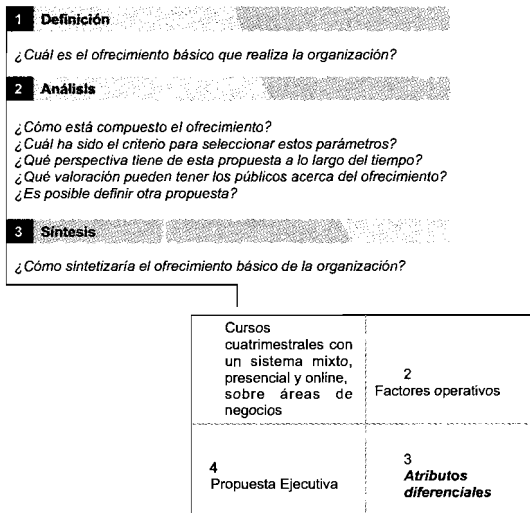 1 Definición
¿Cuál es el ofrecimiento básico que realiza la organización?
2 Análisis
¿Cómo está compuesto el ofrecimiento?
¿Cuál ha sido el criterio para seleccionar estos parámetros?
¿Qué perspectiva tiene de esta propuesta a lo largo del tiempo?
¿Qué valoración pueden tener los públicos acerca del ofrecimiento?
¿Es posible definir otra propuesta?
3 Síntesis
¿Cómo sintetizaría el ofrecimiento básico de la organización?
Cursos
cuatrimestrales con
un sistema mixto,
presencial y online,
sobre áreas de
negocios
2
Factores operativos
4
Propuesta Ejecutiva
3
Atributos
diferenciales